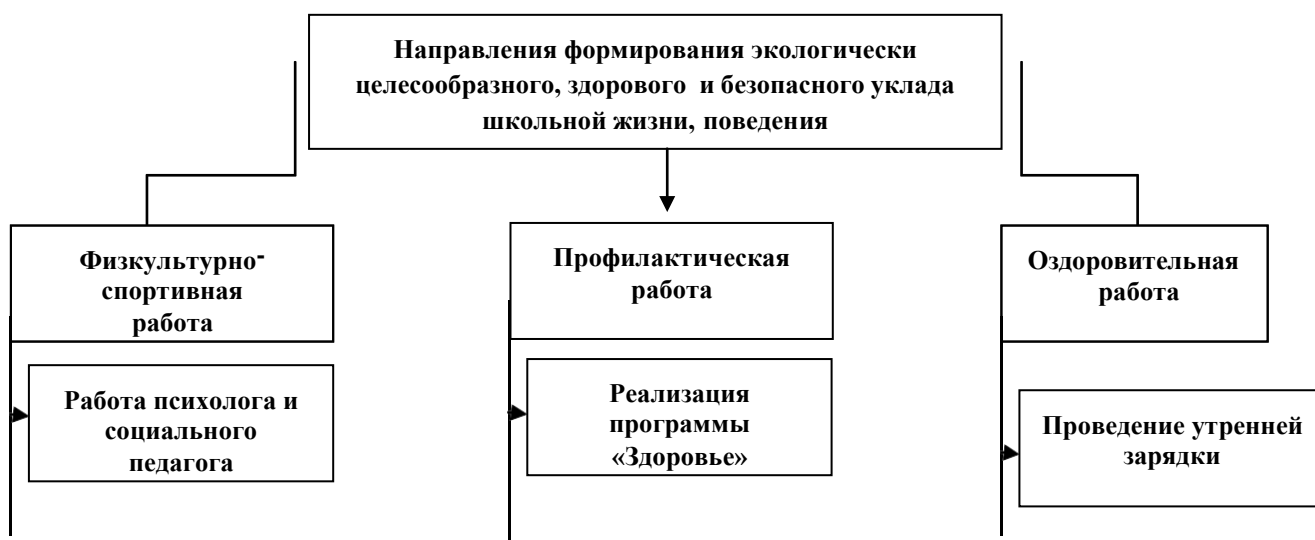 Направления формирования экологически
целесообразного, здорового и безопасного уклада
школьной жизни, поведения
Физкультурно-
спортивная
работа
Профилактическая
работа
Оздоровительная
работа
Работа психолога и
социального
педагога
Реализация
программы
«Здоровье»
Проведение утренней
зарядки